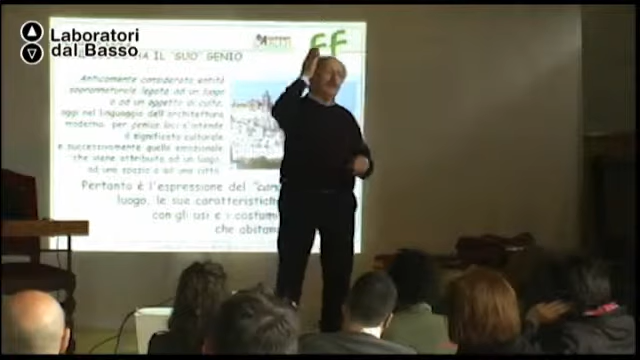 Laboratori
dal Basso
HA IL "SUO" GENIO
Anticamente considerato entità
soprannaturale legata ad un luogo
o ad un oggetto di culto,
oggi nel linguaggio dell'architettura
moderna, per genius loci s'intende
il significato culturale
e successivamente quello emozionale
che viene attribuito ad un luogo,
ad uno spazio o ad una città.
Pertanto è l'espressione del
luogo, le sue caratteristich
con gli usi e i costumi
che abitan